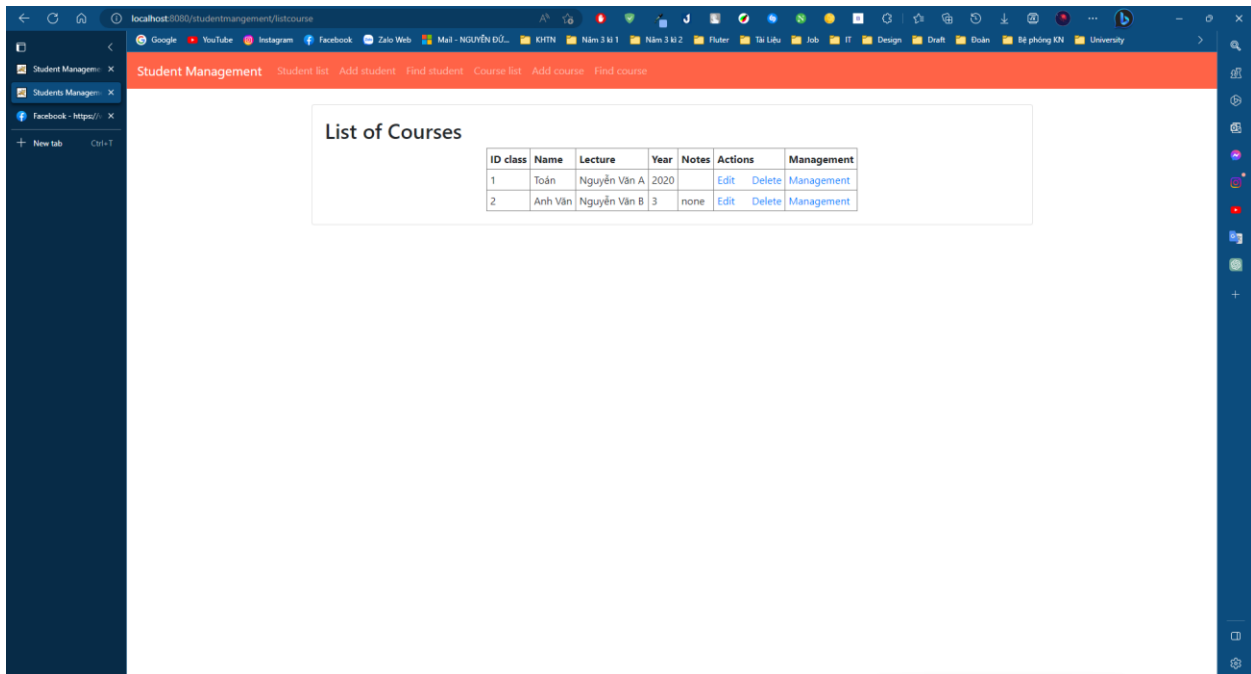 localhost:8080/studentmangement/listcourse
Google YouTube Instagram Facebook Zalo Web Mail - NGUYỄN ĐỨ... KHTN Năm 3 kì 1 Năm 3 kì 2 Fluter Tài Liệu Job IT Design Draft Đoàn Bệ phóng KN University
Student Manageme
Students Managem
Facebook - https://
New tab Ctrl+T
Student Management Student list Add student Find student Course list Add course Find course
List of Courses
ID class Name Lecture Year Notes Actions Management
1 Toán Nguyễn Văn A 2020 Edit Delete Management
2 Anh Văn Nguyễn Văn B 3 none Edit Delete Management